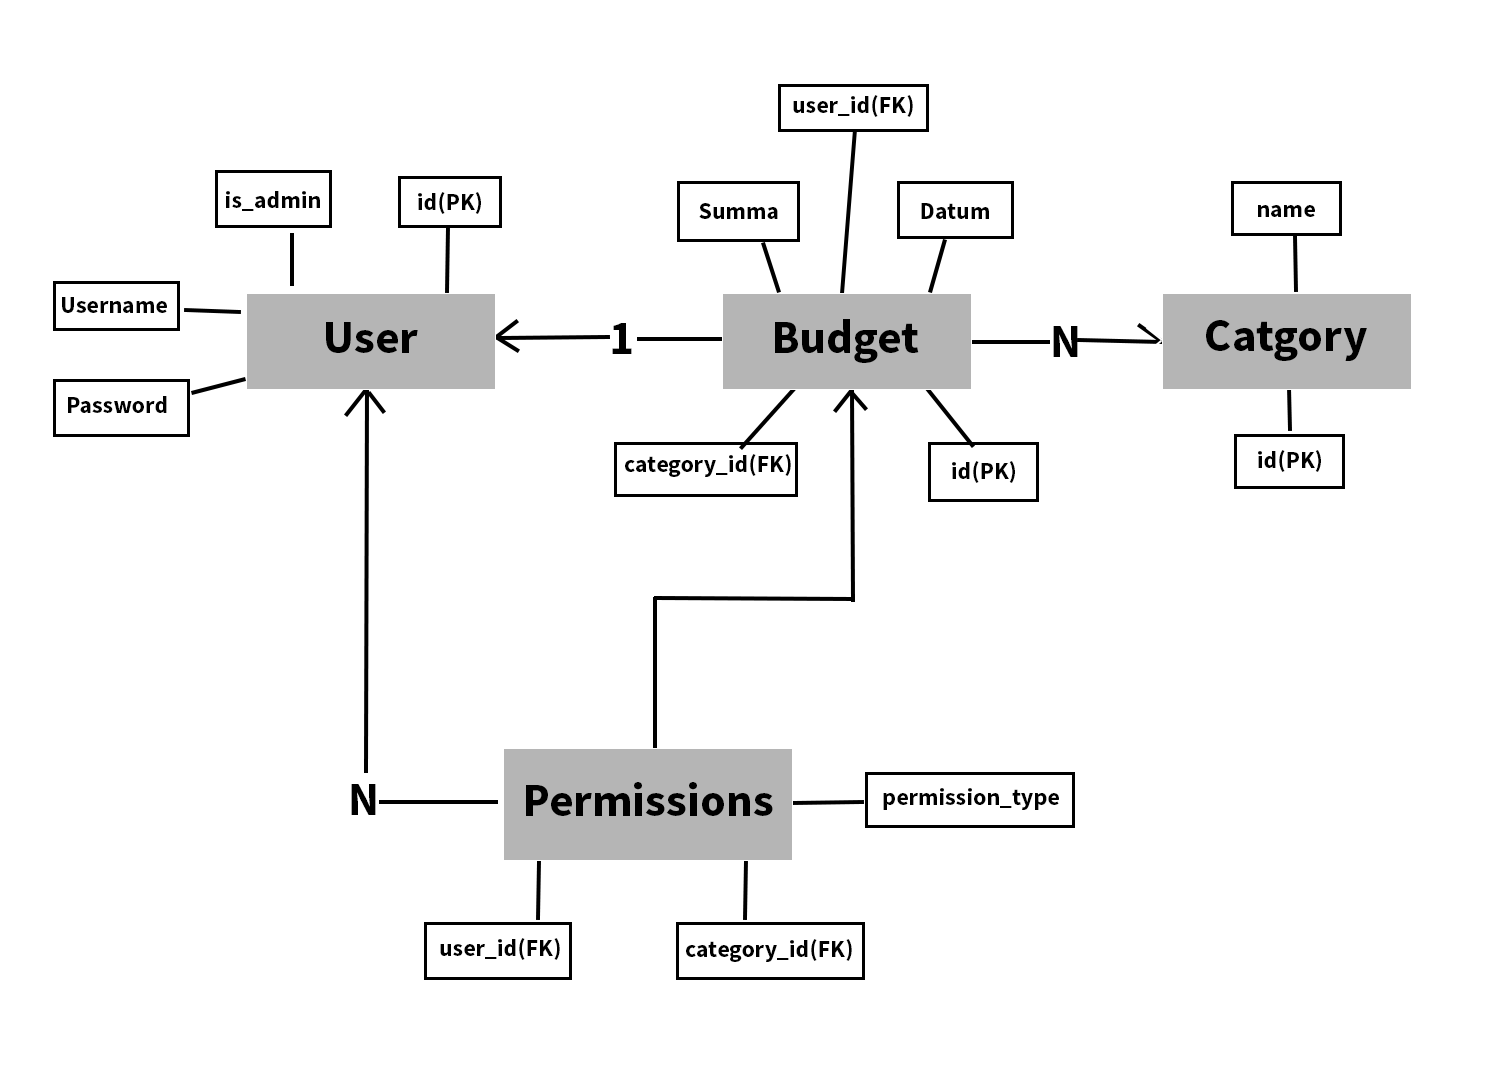 user_id(FK)
is_admin
id(PK)
Summa
Datum
name
Username
User
1
Budget
N
Catgory
Password
category_id(FK)
id(PK)
id(PK)
N
Permissions
permission_type
user_id(FK)
category_id(FK)